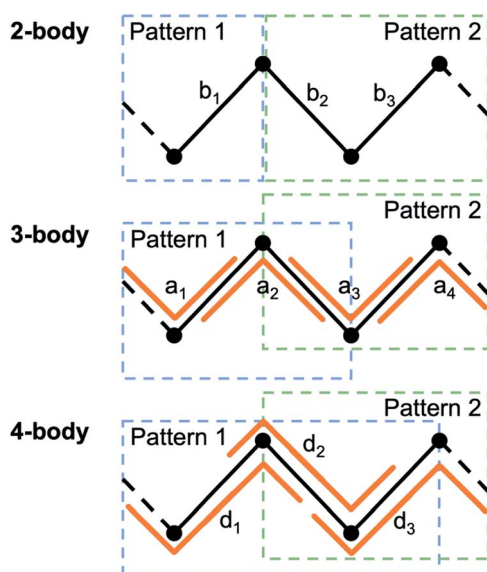 2-body
Pattern 1
Pattern 2
b₁
b₂
b₃
3-body
Pattern 1
Pattern 2
a₁
a₂
a₃
a₄
4-body
Pattern 1
Pattern 2
d₁
d₂
d₃